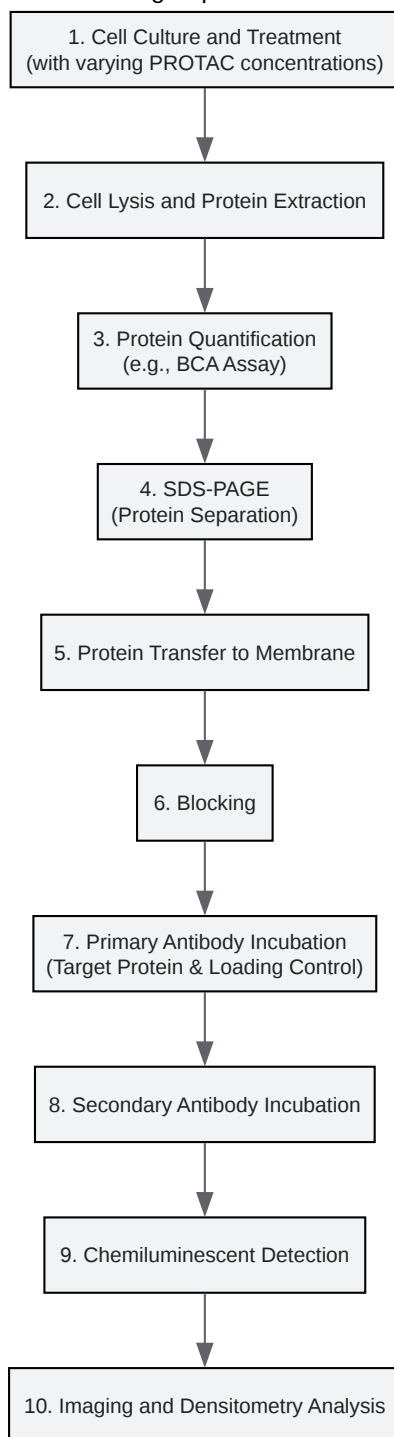 1. Cell Culture and Treatment
(with varying PROTAC concentrations)
2. Cell Lysis and Protein Extraction
3. Protein Quantification
(e.g., BCA Assay)
4. SDS-PAGE
(Protein Separation)
5. Protein Transfer to Membrane
6. Blocking
7. Primary Antibody Incubation
(Target Protein & Loading Control)
8. Secondary Antibody Incubation
9. Chemiluminescent Detection
10. Imaging and Densitometry Analysis